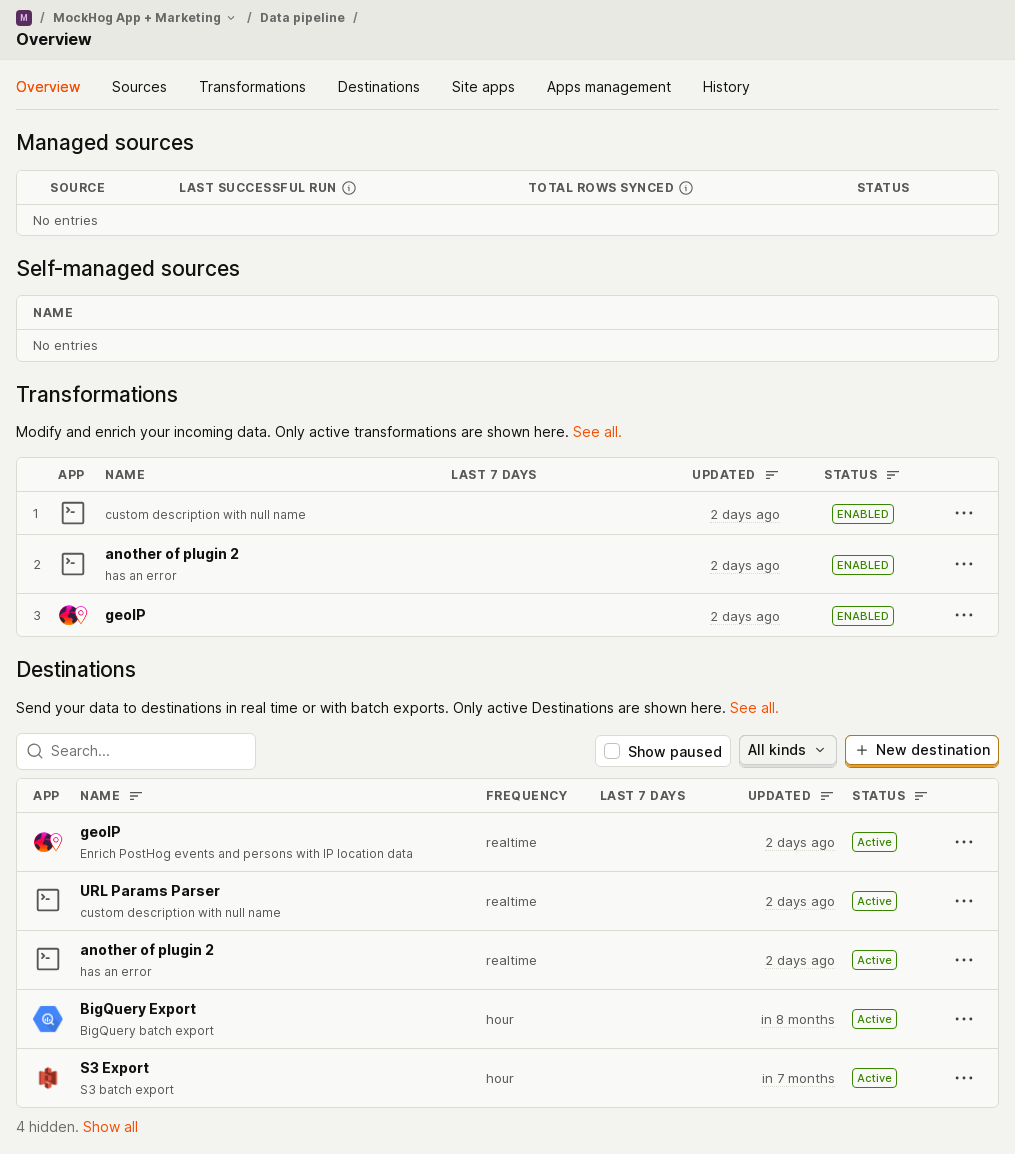 M / MockHog App + Marketing / Data pipeline /
Overview
Overview Sources Transformations Destinations Site apps Apps management History
Managed sources
SOURCE LAST SUCCESSFUL RUN TOTAL ROWS SYNCED STATUS
No entries
Self-managed sources
NAME
No entries
Transformations
Modify and enrich your incoming data. Only active transformations are shown here. See all.
APP NAME LAST 7 DAYS UPDATED STATUS
1 custom description with null name 2 days ago ENABLED
another of plugin 2
2 has an error 2 days ago ENABLED
3 geoIP 2 days ago ENABLED
Destinations
Send your data to destinations in real time or with batch exports. Only active Destinations are shown here. See all.
Search... Show paused All kinds New destination
APP NAME FREQUENCY LAST 7 DAYS UPDATED STATUS
geoIP
Enrich PostHog events and persons with IP location data realtime 2 days ago Active
URL Params Parser
custom description with null name realtime 2 days ago Active
another of plugin 2
has an error realtime 2 days ago Active
BigQuery Export
BigQuery batch export hour in 8 months Active
S3 Export
S3 batch export hour in 7 months Active
4 hidden. Show all